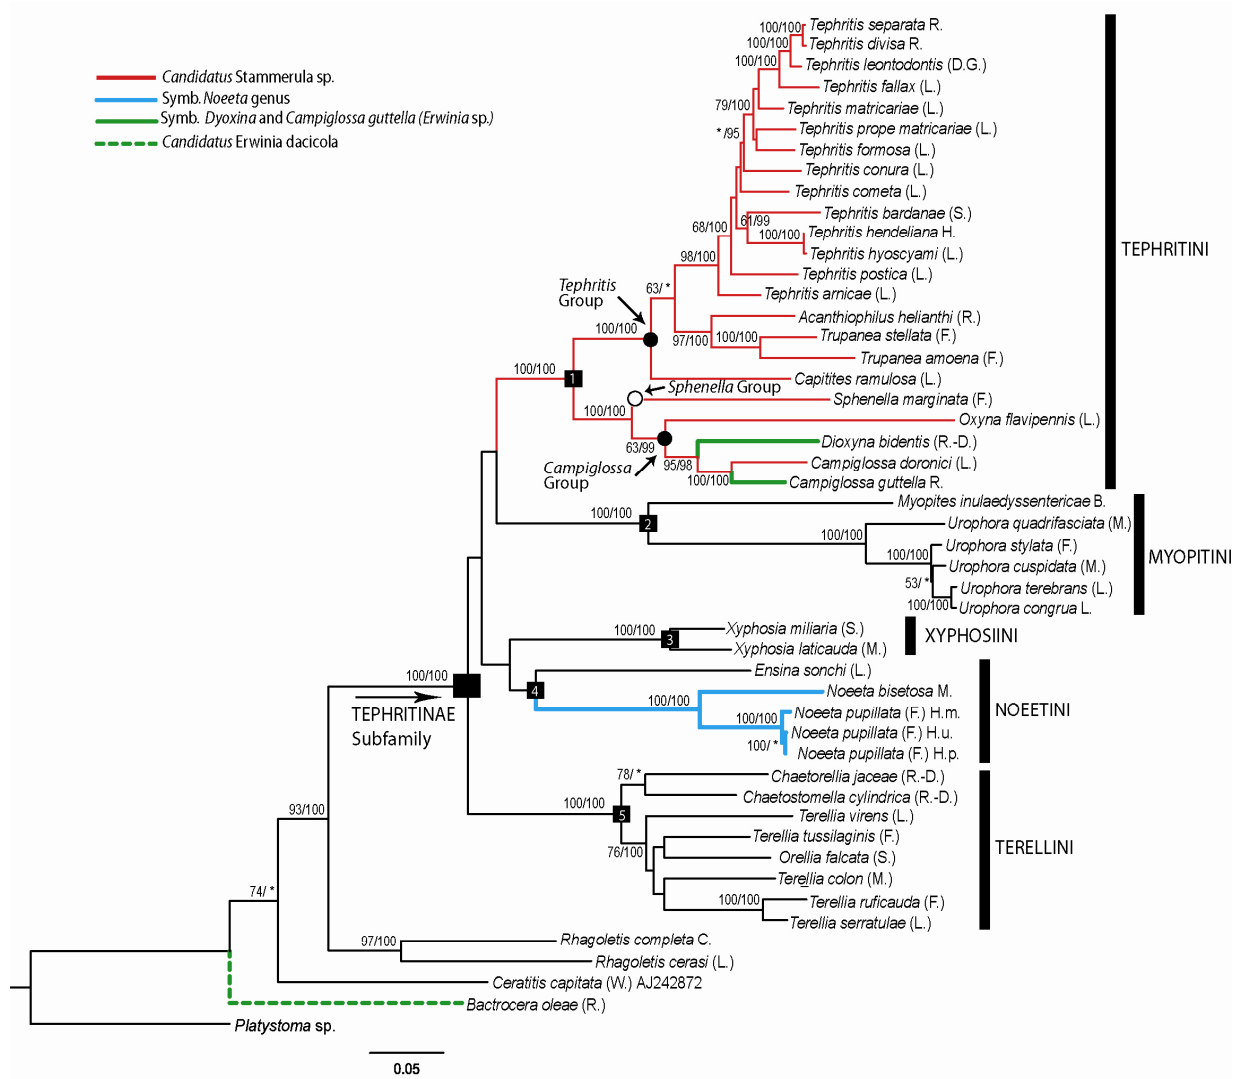 Candidatus Stammerula sp.
Symb. Noeeta genus
Symb. Dyoxina and Campiglossa guttella (Erwinia sp.)
Candidatus Erwinia dacicola
100/100
Tephritis separata R.
100/100
Tephritis divisa R.
100/100
Tephritis leontodontis (D.G.)
Tephritis fallax (L.)
79/100
Tephritis matricariae (L.)
* /95
Tephritis prope matricariae (L.)
Tephritis formosa (L.)
Tephritis conura (L.)
Tephritis cometa (L.)
Tephritis bardanae (S.)
61/99
68/100
100/100
Tephritis hendeliana H.
Tephritis hyoscyami (L.)
98/100
Tephritis postica (L.)
63/ *
Tephritis arnicae (L.)
Tephritis
Group
Acanthiophilus helianthi (R.)
100/100
97/100
100/100
Trupanea stellata (F.)
Trupanea amoena (F.)
100/100
1
Capitites ramulosa (L.)
Sphenella Group
Sphenella marginata (F.)
100/100
Oxyna flavipennis (L.)
63/99
Dioxyna bidentis (R.-D.)
Campiglossa
Group
95/98
Campiglossa doronici (L.)
100/100
Campiglossa guttella R.
TEPHRITINI
Myopites inulaedyssentericae B.
100/100
2
Urophora quadrifasciata (M.)
100/100
Urophora stylata (F.)
100/100
Urophora cuspidata (M.)
53/ *
Urophora terebrans (L.)
100/100
Urophora congrua L.
MYOPITINI
Xyphosia miliaria (S.)
100/100
3
Xyphosia laticauda (M.)
XYPHOSIINI
Ensina sonchi (L.)
4
Noeeta bisetosa M.
100/100
Noeeta pupillata (F.) H.m.
100/100
Noeeta pupillata (F.) H.u.
100/ *
Noeeta pupillata (F.) H.p.
NOEETINI
100/100
TEPHRITINAE
Subfamily
78/ *
Chaetorellia jaceae (R.-D.)
Chaetostomella cylindrica (R.-D.)
100/100
5
Terellia virens (L.)
Terellia tussilaginis (F.)
76/100
Orellia falcata (S.)
Terellia colon (M.)
100/100
Terellia ruficauda (F.)
Terellia serratulae (L.)
TERELLINI
93/100
74/ *
97/100
Rhagoletis completa C.
Rhagoletis cerasi (L.)
Ceratitis capitata (W.) AJ242872
Bactrocera oleae (R.)
Platystoma sp.
0.05